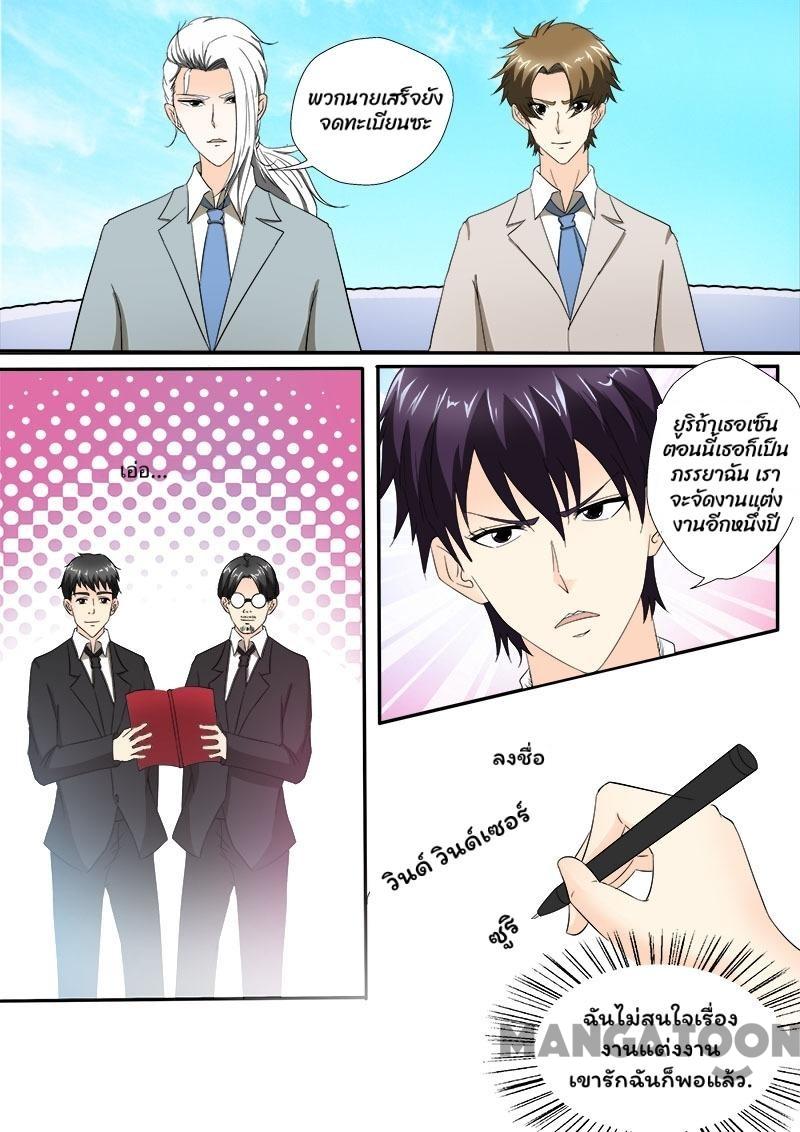 พวกนายเสร็จยัง
จดทะเบียนซะ
เอ่อ...
ยูริถ้าเธอเซ็น
ตอนนี้เธอก็เป็น
ภรรยาฉัน เรา
จะจัดงานแต่ง
งานอีกหนึ่งปี
ลงชื่อ
วินด์ วินด์เซอร์
ซูริ
ฉันไม่สนใจเรื่อง
งานแต่งงาน
เขารักฉันก็พอแล้ว.
MANGATOON